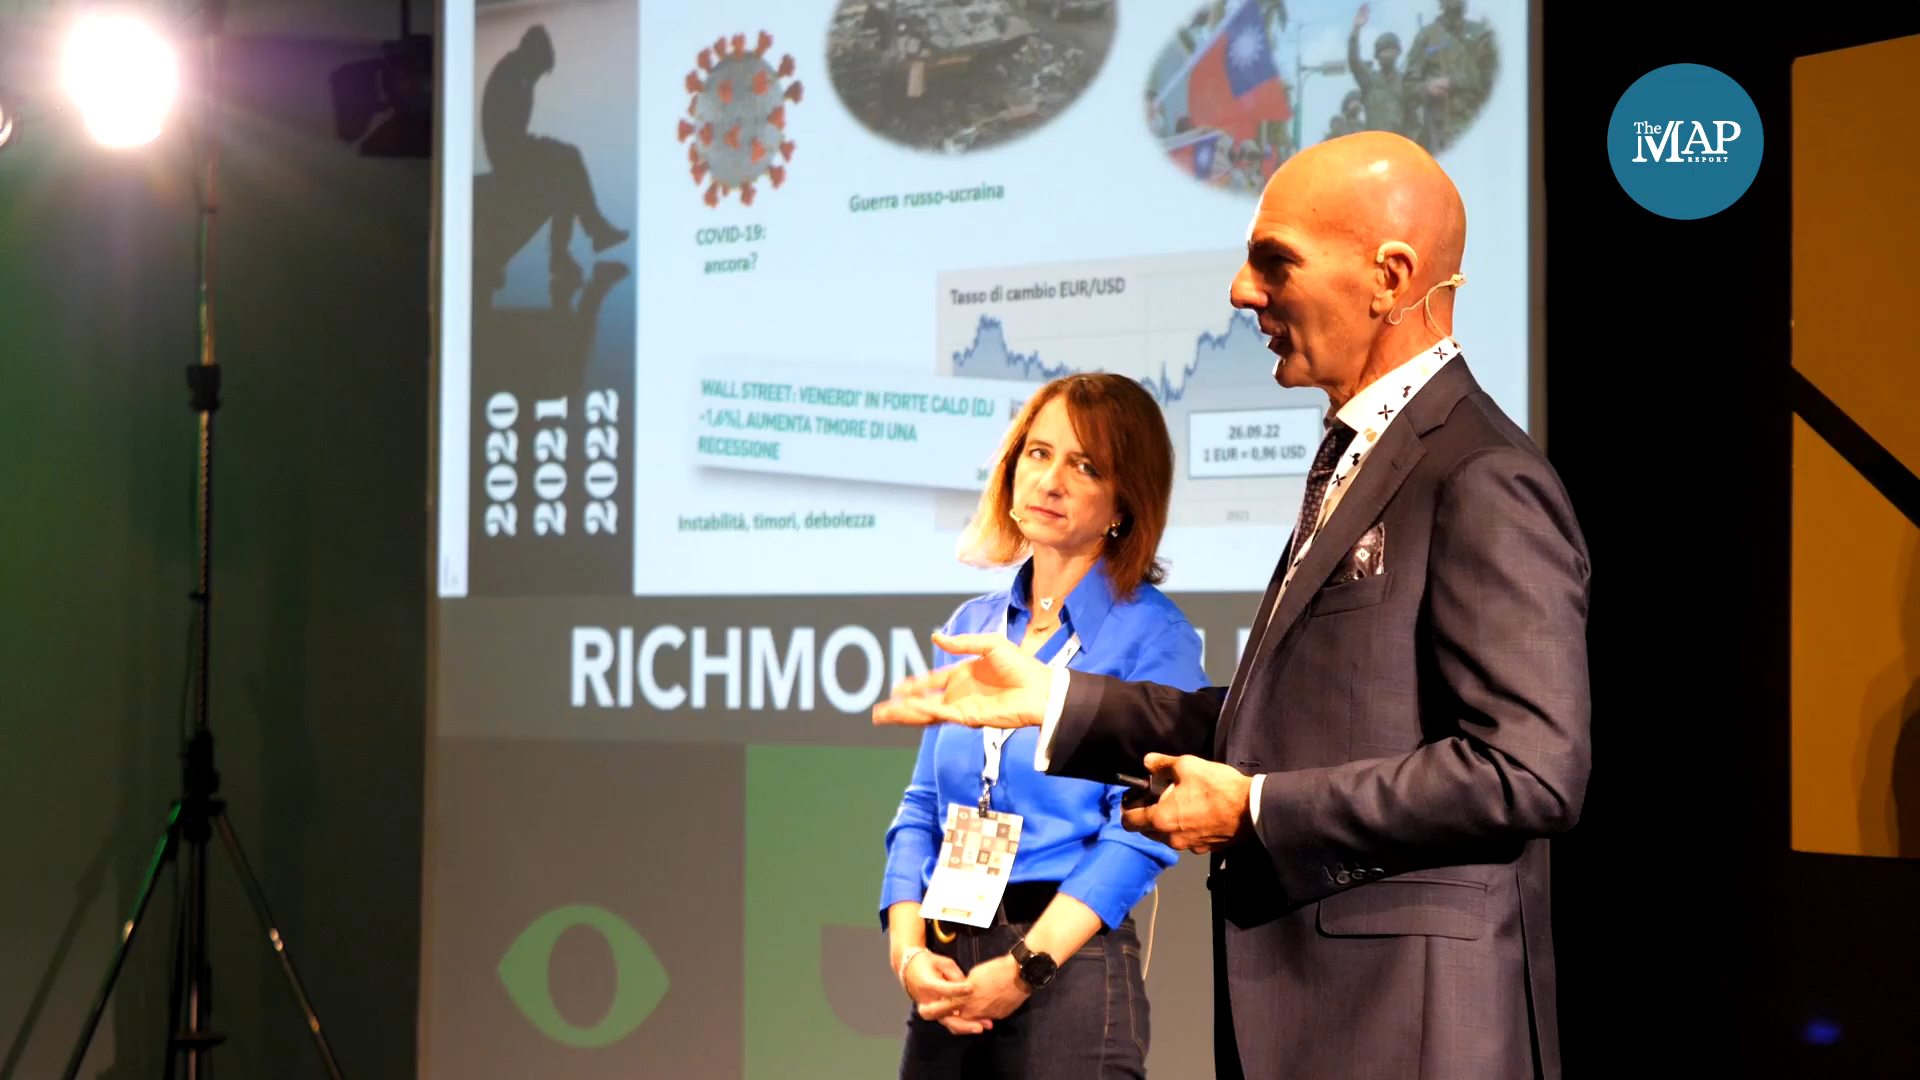 The
MAP
REPORT
COVID-19:
ancora?
Guerra russo-ucraina
Tasso di cambio EUR/USD
WALL STREET: VENERDI' IN FORTE CALO (DJ
-1,6%), AUMENTA TIMORE DI UNA
RECESSIONE
26.09.22
1 EUR = 0,96 USD
2021
Instabilità, timori, debolezza
2020
2021
2022
RICHMON